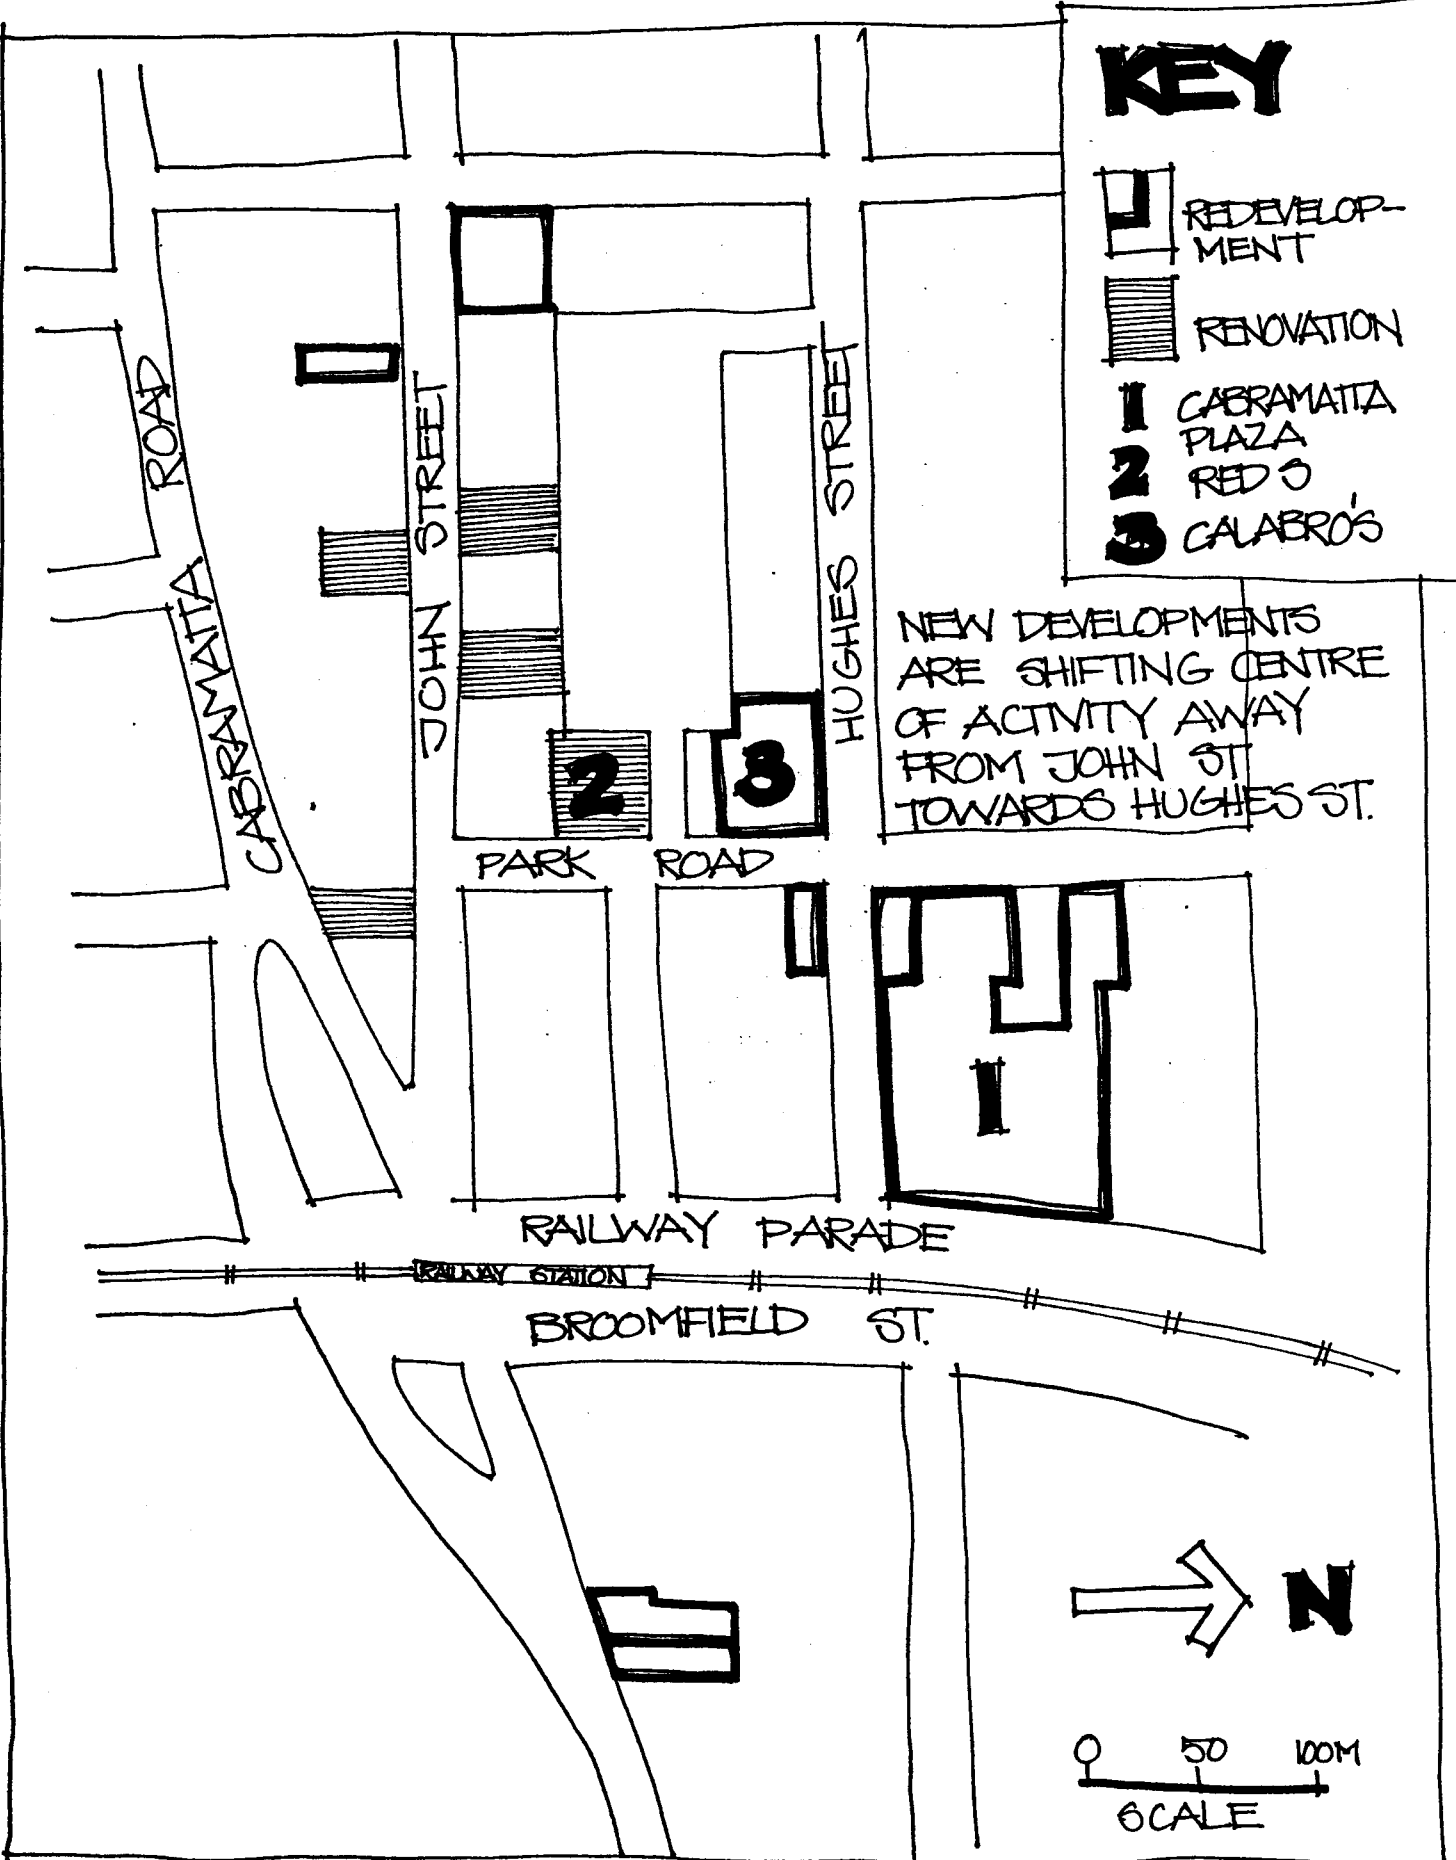 KEY
REDEVELOP-
MENT
RENOVATION
1 CABRAMATTA
PLAZA
2 RED S
3 CALABRO'S
NEW DEVELOPMENTS
ARE SHIFTING CENTRE
OF ACTIVITY AWAY
FROM JOHN ST
TOWARDS HUGHES ST.
CABRAMATTA ROAD
JOHN STREET
HUGHES STREET
2
3
PARK ROAD
1
RAILWAY PARADE
RAILWAY STATION
BROOMFIELD ST.
N
0 50 100M
SCALE